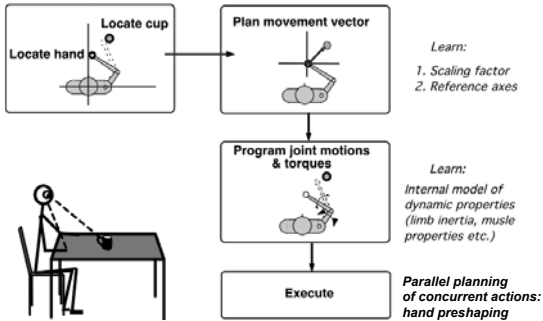 Locate cup
Locate hand
Plan movement vector
Learn:
1. Scaling factor
2. Reference axes
Program joint motions
& torques
Learn:
Internal model of
dynamic properties
(limb inertia, musle
properties etc.)
Execute
Parallel planning
of concurrent actions:
hand preshaping